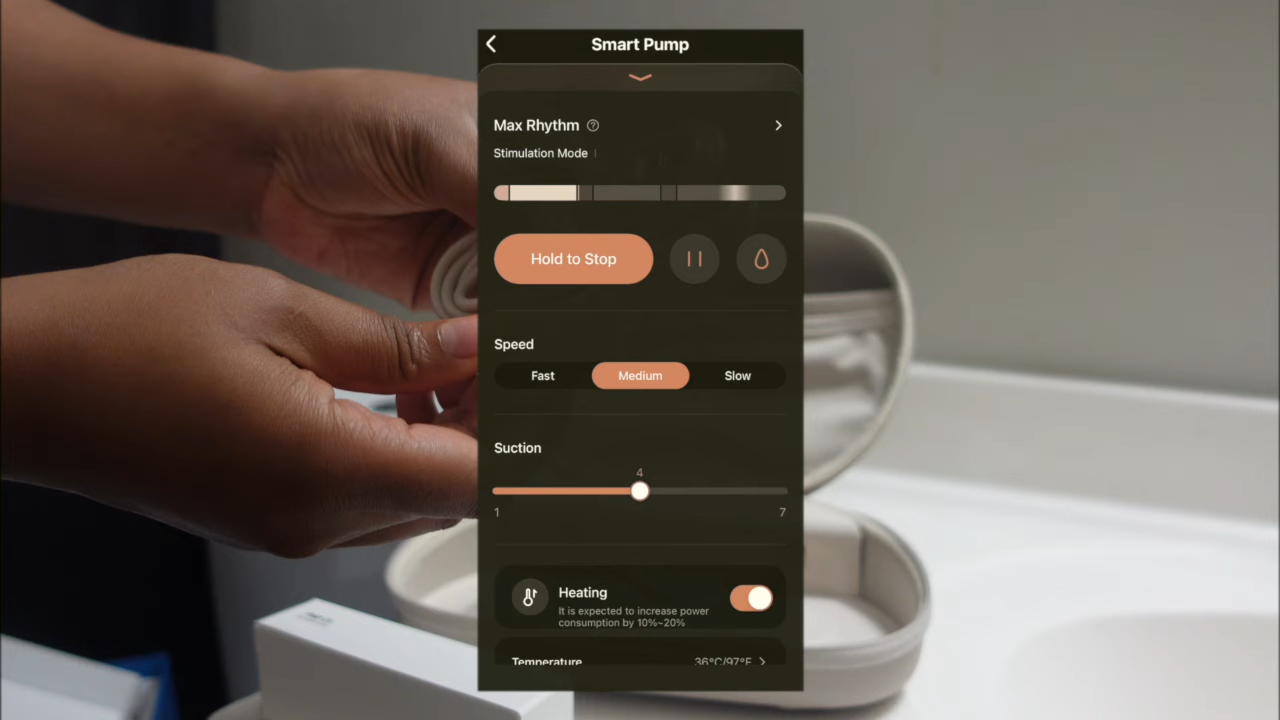 Smart Pump
Max Rhythm
Stimulation Mode
Hold to Stop
Speed
Fast Medium Slow
Suction
4
1 7
Heating
It is expected to increase power
consumption by 10%~20%
Temperature 36°C/97°F